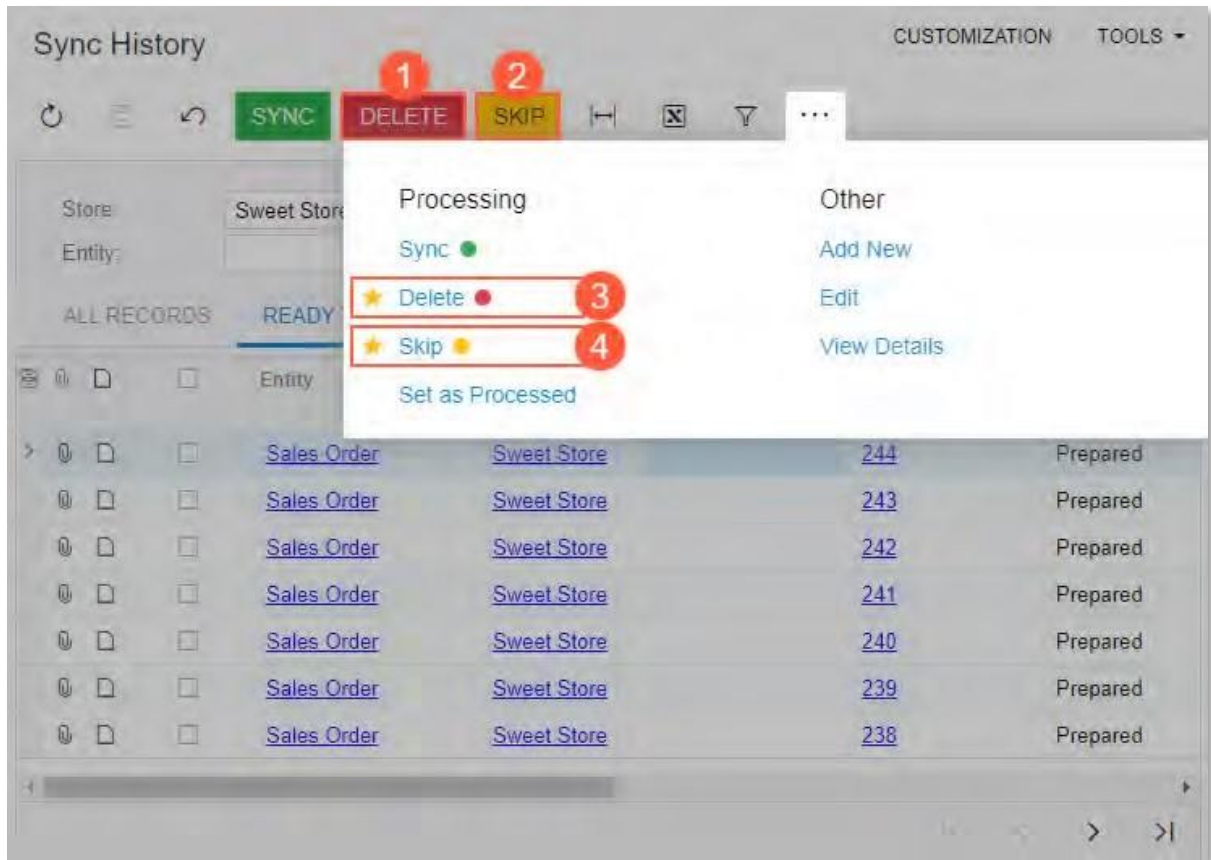 Sync History
CUSTOMIZATION TOOLS
1 2
SYNC DELETE SKIP
Store: Sweet Store
Entity:
Processing
Other
Sync
Add New
Delete 3
Edit
Skip 4
View Details
Set as Processed
ALL RECORDS READY
Entity
Sales Order Sweet Store 244 Prepared
Sales Order Sweet Store 243 Prepared
Sales Order Sweet Store 242 Prepared
Sales Order Sweet Store 241 Prepared
Sales Order Sweet Store 240 Prepared
Sales Order Sweet Store 239 Prepared
Sales Order Sweet Store 238 Prepared